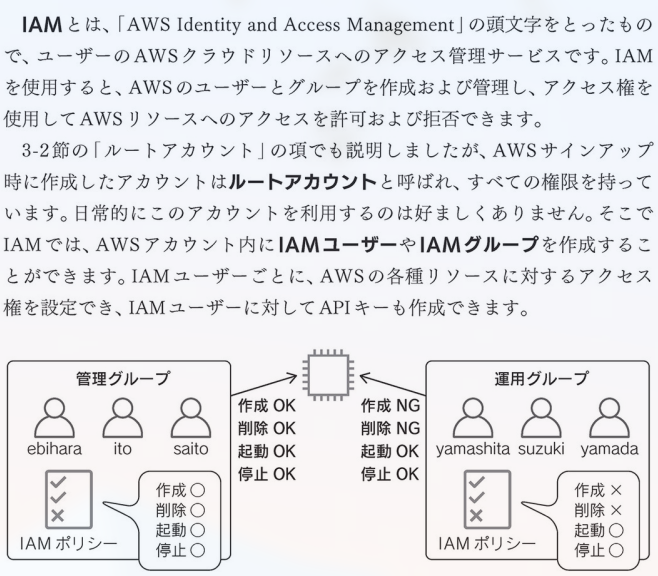 IAMとは、「AWS Identity and Access Management」の頭文字をとったもの
で、ユーザーのAWSクラウドリソースへのアクセス管理サービスです。IAM
を使用すると、AWSのユーザーとグループを作成および管理し、アクセス権を
使用してAWSリソースへのアクセスを許可および拒否できます。
3-2節の「ルートアカウント」の項でも説明しましたが、AWSサインアップ
時に作成したアカウントはルートアカウントと呼ばれ、すべての権限を持って
います。日常的にこのアカウントを利用するのは好ましくありません。そこで
IAMでは、AWSアカウント内にIAMユーザーやIAMグループを作成するこ
とができます。IAMユーザーごとに、AWSの各種リソースに対するアクセス
権を設定でき、IAMユーザーに対してAPIキーも作成できます。
管理グループ
ebihara ito saito
IAM ポリシー
作成 ○
削除 ○
起動 ○
停止 ○
作成 OK
削除 OK
起動 OK
停止 OK
作成 NG
削除 NG
起動 OK
停止 OK
運用グループ
yamashita suzuki yamada
IAM ポリシー
作成 ×
削除 ×
起動 ○
停止 ○